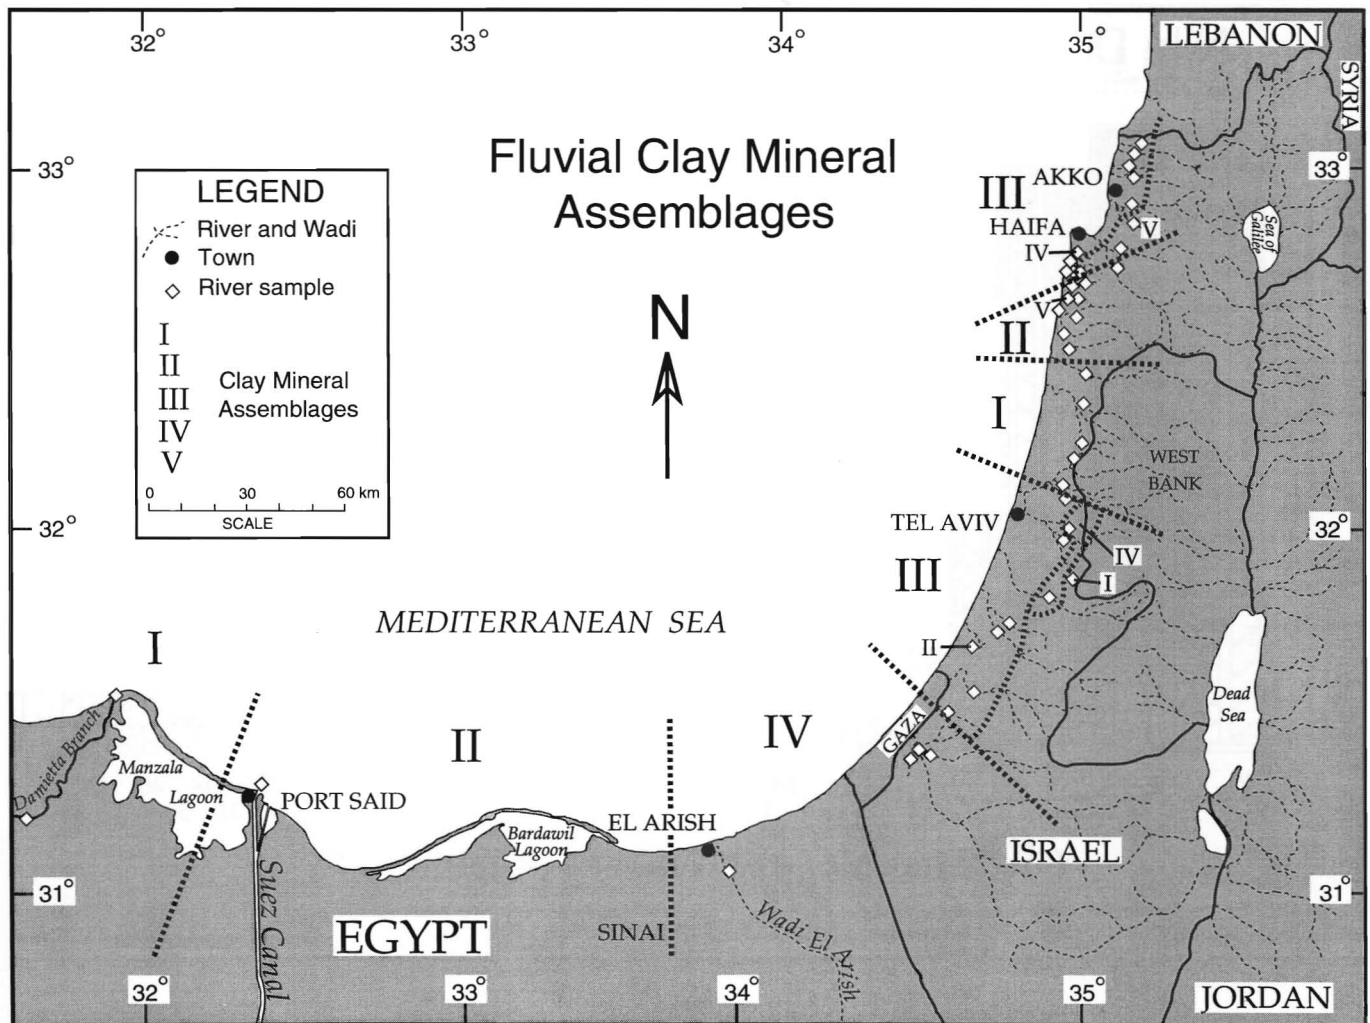 32°
33°
34°
35°
LEBANON
SYRIA
Fluvial Clay Mineral
Assemblages
33°
33°
LEGEND
River and Wadi
Town
River sample
I
II
III
IV
V
Clay Mineral
Assemblages
0 30 60 km
SCALE
N
III
AKKO
HAIFA
IV
V
V
Sea of
Galilee
II
I
WEST
BANK
32°
TEL AVIV
32°
IV
I
III
MEDITERRANEAN SEA
II
I
II
IV
GAZA
Dead
Sea
Damietta Branch
Manzala
Lagoon
PORT SAID
Bardawil
Lagoon
EL ARISH
ISRAEL
31°
31°
Suez Canal
EGYPT
SINAI
Wadi El Arish
32°
33°
34°
35°
JORDAN